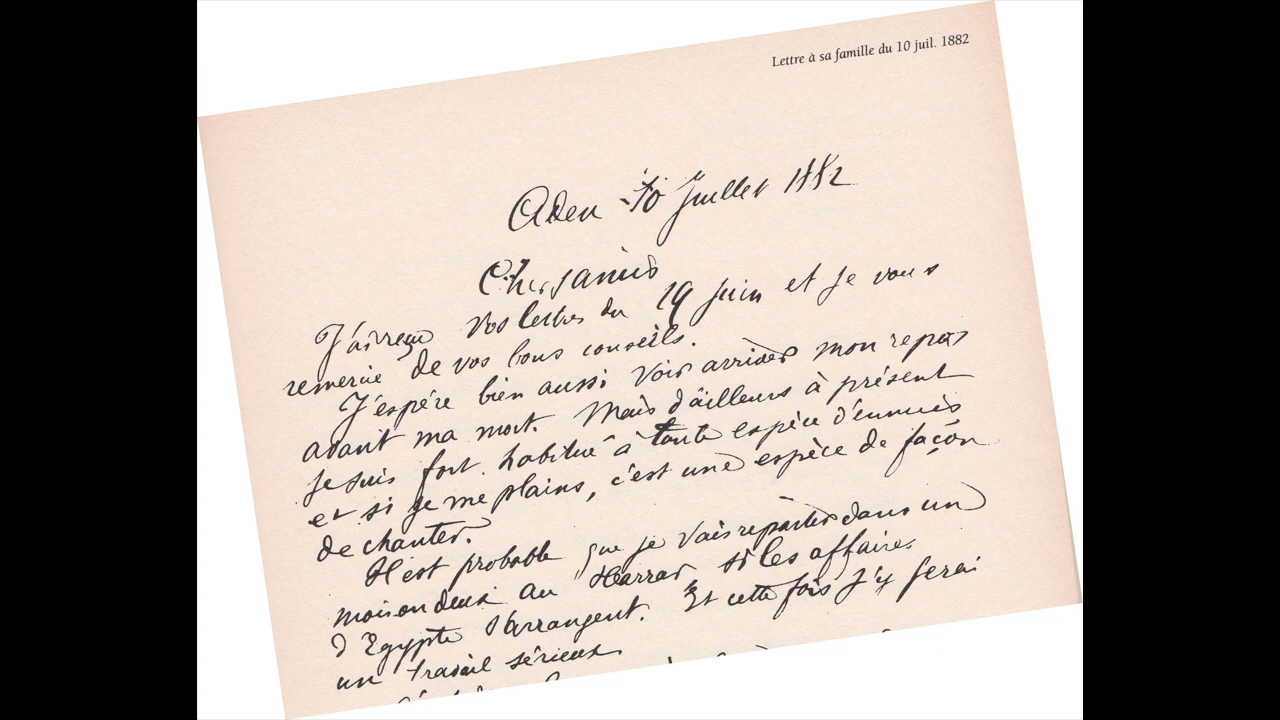 Lettre à sa famille du 10 juil. 1882
Aden 10 Juillet 1882
Chers amis
J'ai reçu vos lettres du 19 juin et je vous
remercie de vos bons conseils.
J'espère bien aussi voir arriver mon repos
avant ma mort. Mais d'ailleurs à présent
je suis fort habitué à toute espèce d'ennuis
et si je me plains, c'est une espèce de façon
de chanter.
Il est probable que je vais repartir dans un
mois ou deux au Harrar si les affaires
d'Egypte s'arrangent. Et cette fois j'y ferai
un travail sérieux.